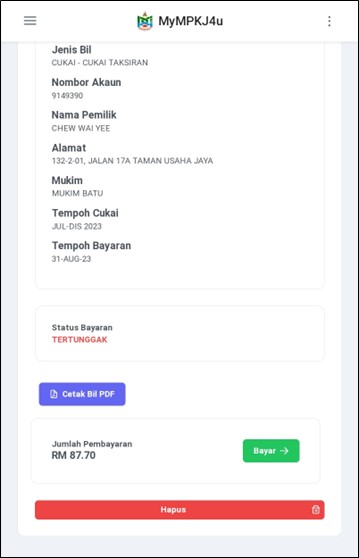 MyMPKJ4u
Jenis Bil
CUKAI - CUKAI TAKSIRAN
Nombor Akaun
9149390
Nama Pemilik
CHEW WAI YEE
Alamat
132-2-01, JALAN 17A TAMAN USAHA JAYA
Mukim
MUKIM BATU
Tempoh Cukai
JUL-DIS 2023
Tempoh Bayaran
31-AUG-23
Status Bayaran
TERTUNGGAK
Cetak Bil PDF
Jumlah Pembayaran
RM 87.70
Bayar →
Hapus